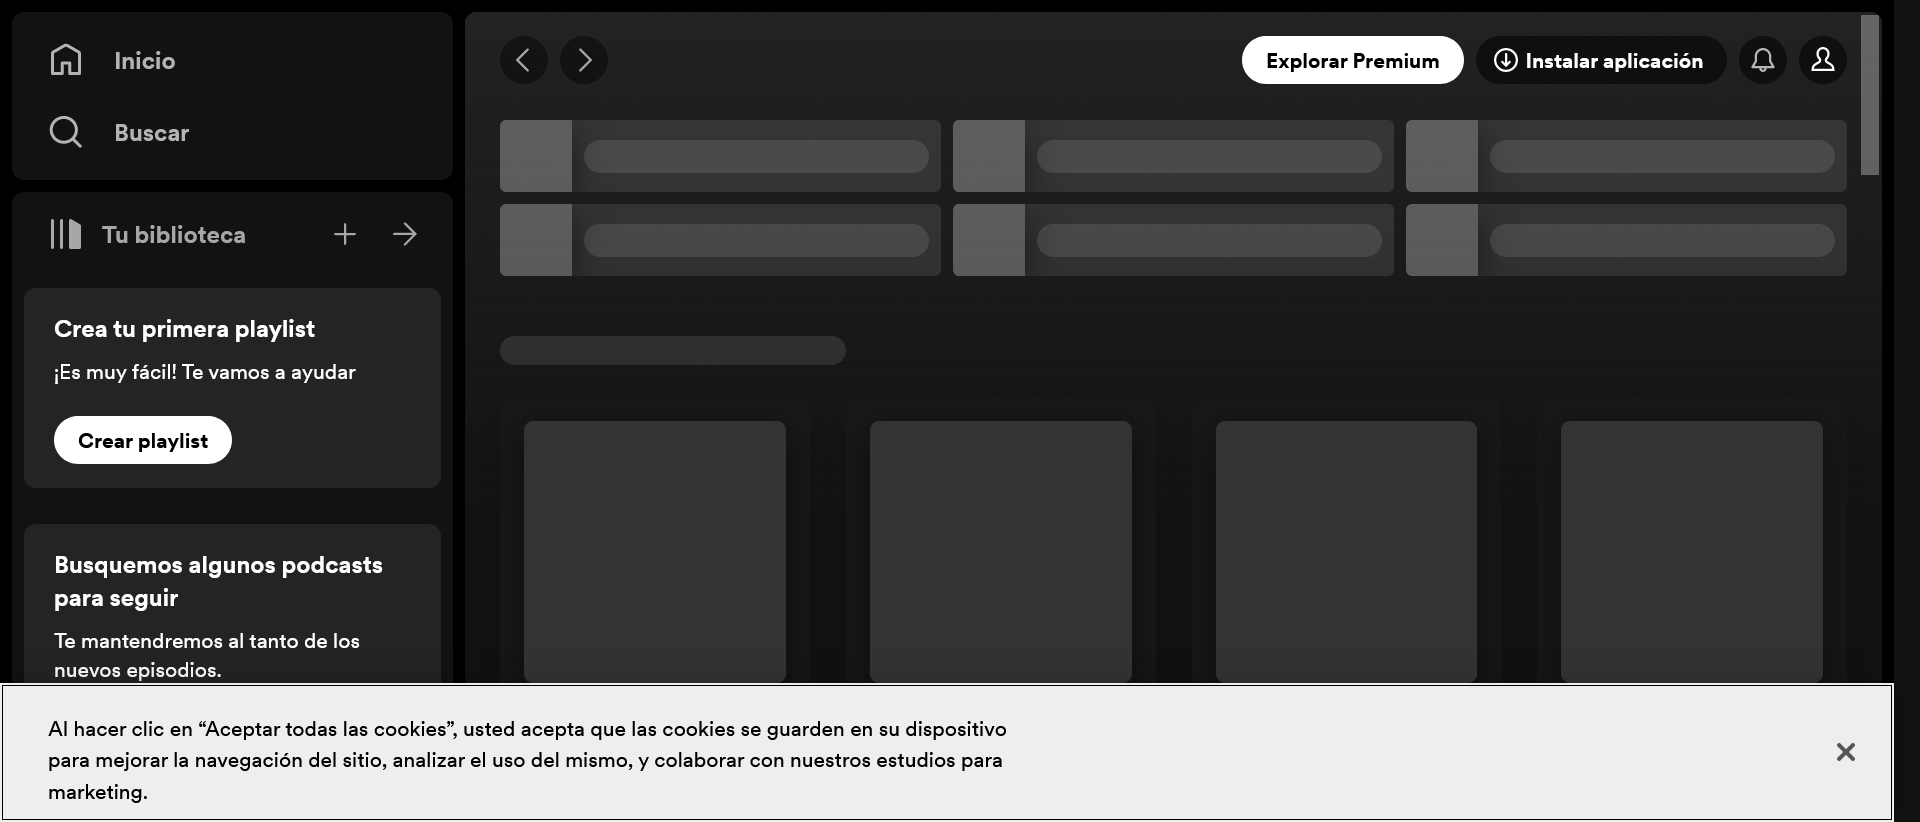 Inicio
Buscar
Tu biblioteca
Crea tu primera playlist
¡Es muy fácil! Te vamos a ayudar
Crear playlist
Busquemos algunos podcasts
para seguir
Te mantendremos al tanto de los
nuevos episodios.
Explorar Premium
Instalar aplicación
Al hacer clic en “Aceptar todas las cookies”, usted acepta que las cookies se guarden en su dispositivo
para mejorar la navegación del sitio, analizar el uso del mismo, y colaborar con nuestros estudios para
marketing.